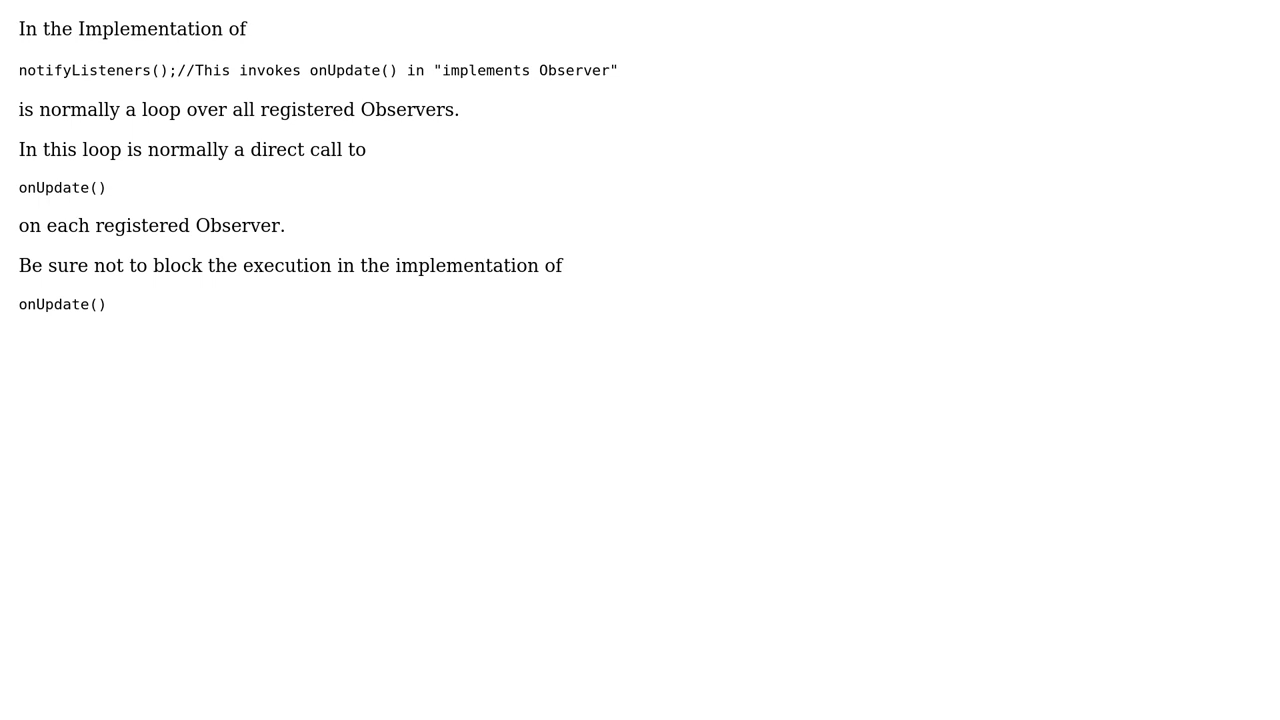 In the Implementation of
notifyListeners();//This invokes onUpdate() in "implements Observer"
is normally a loop over all registered Observers.
In this loop is normally a direct call to
onUpdate()
on each registered Observer.
Be sure not to block the execution in the implementation of
onUpdate()